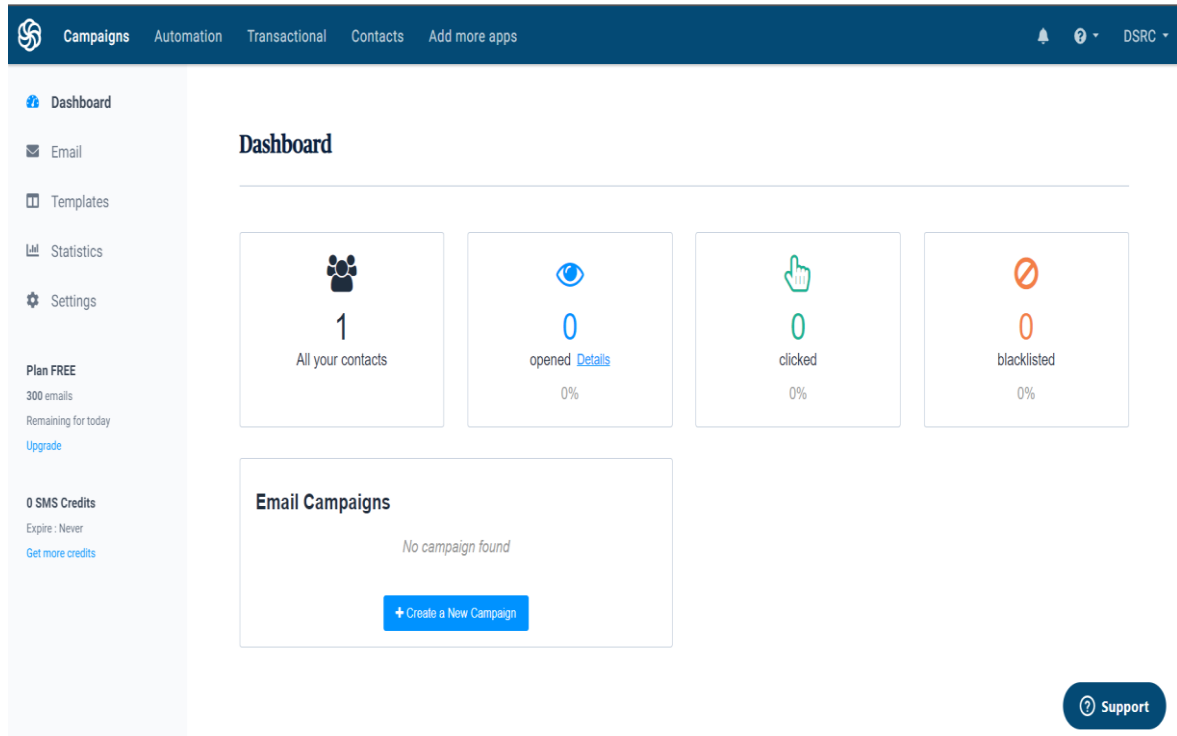 Campaigns Automation Transactional Contacts Add more apps DSRC
Dashboard
Email
Templates
Statistics
Settings
Plan FREE
300 emails
Remaining for today
Upgrade
0 SMS Credits
Expire : Never
Get more credits
Dashboard
1
All your contacts
0
opened Details
0%
0
clicked
0%
0
blacklisted
0%
Email Campaigns
No campaign found
+ Create a New Campaign
? Support